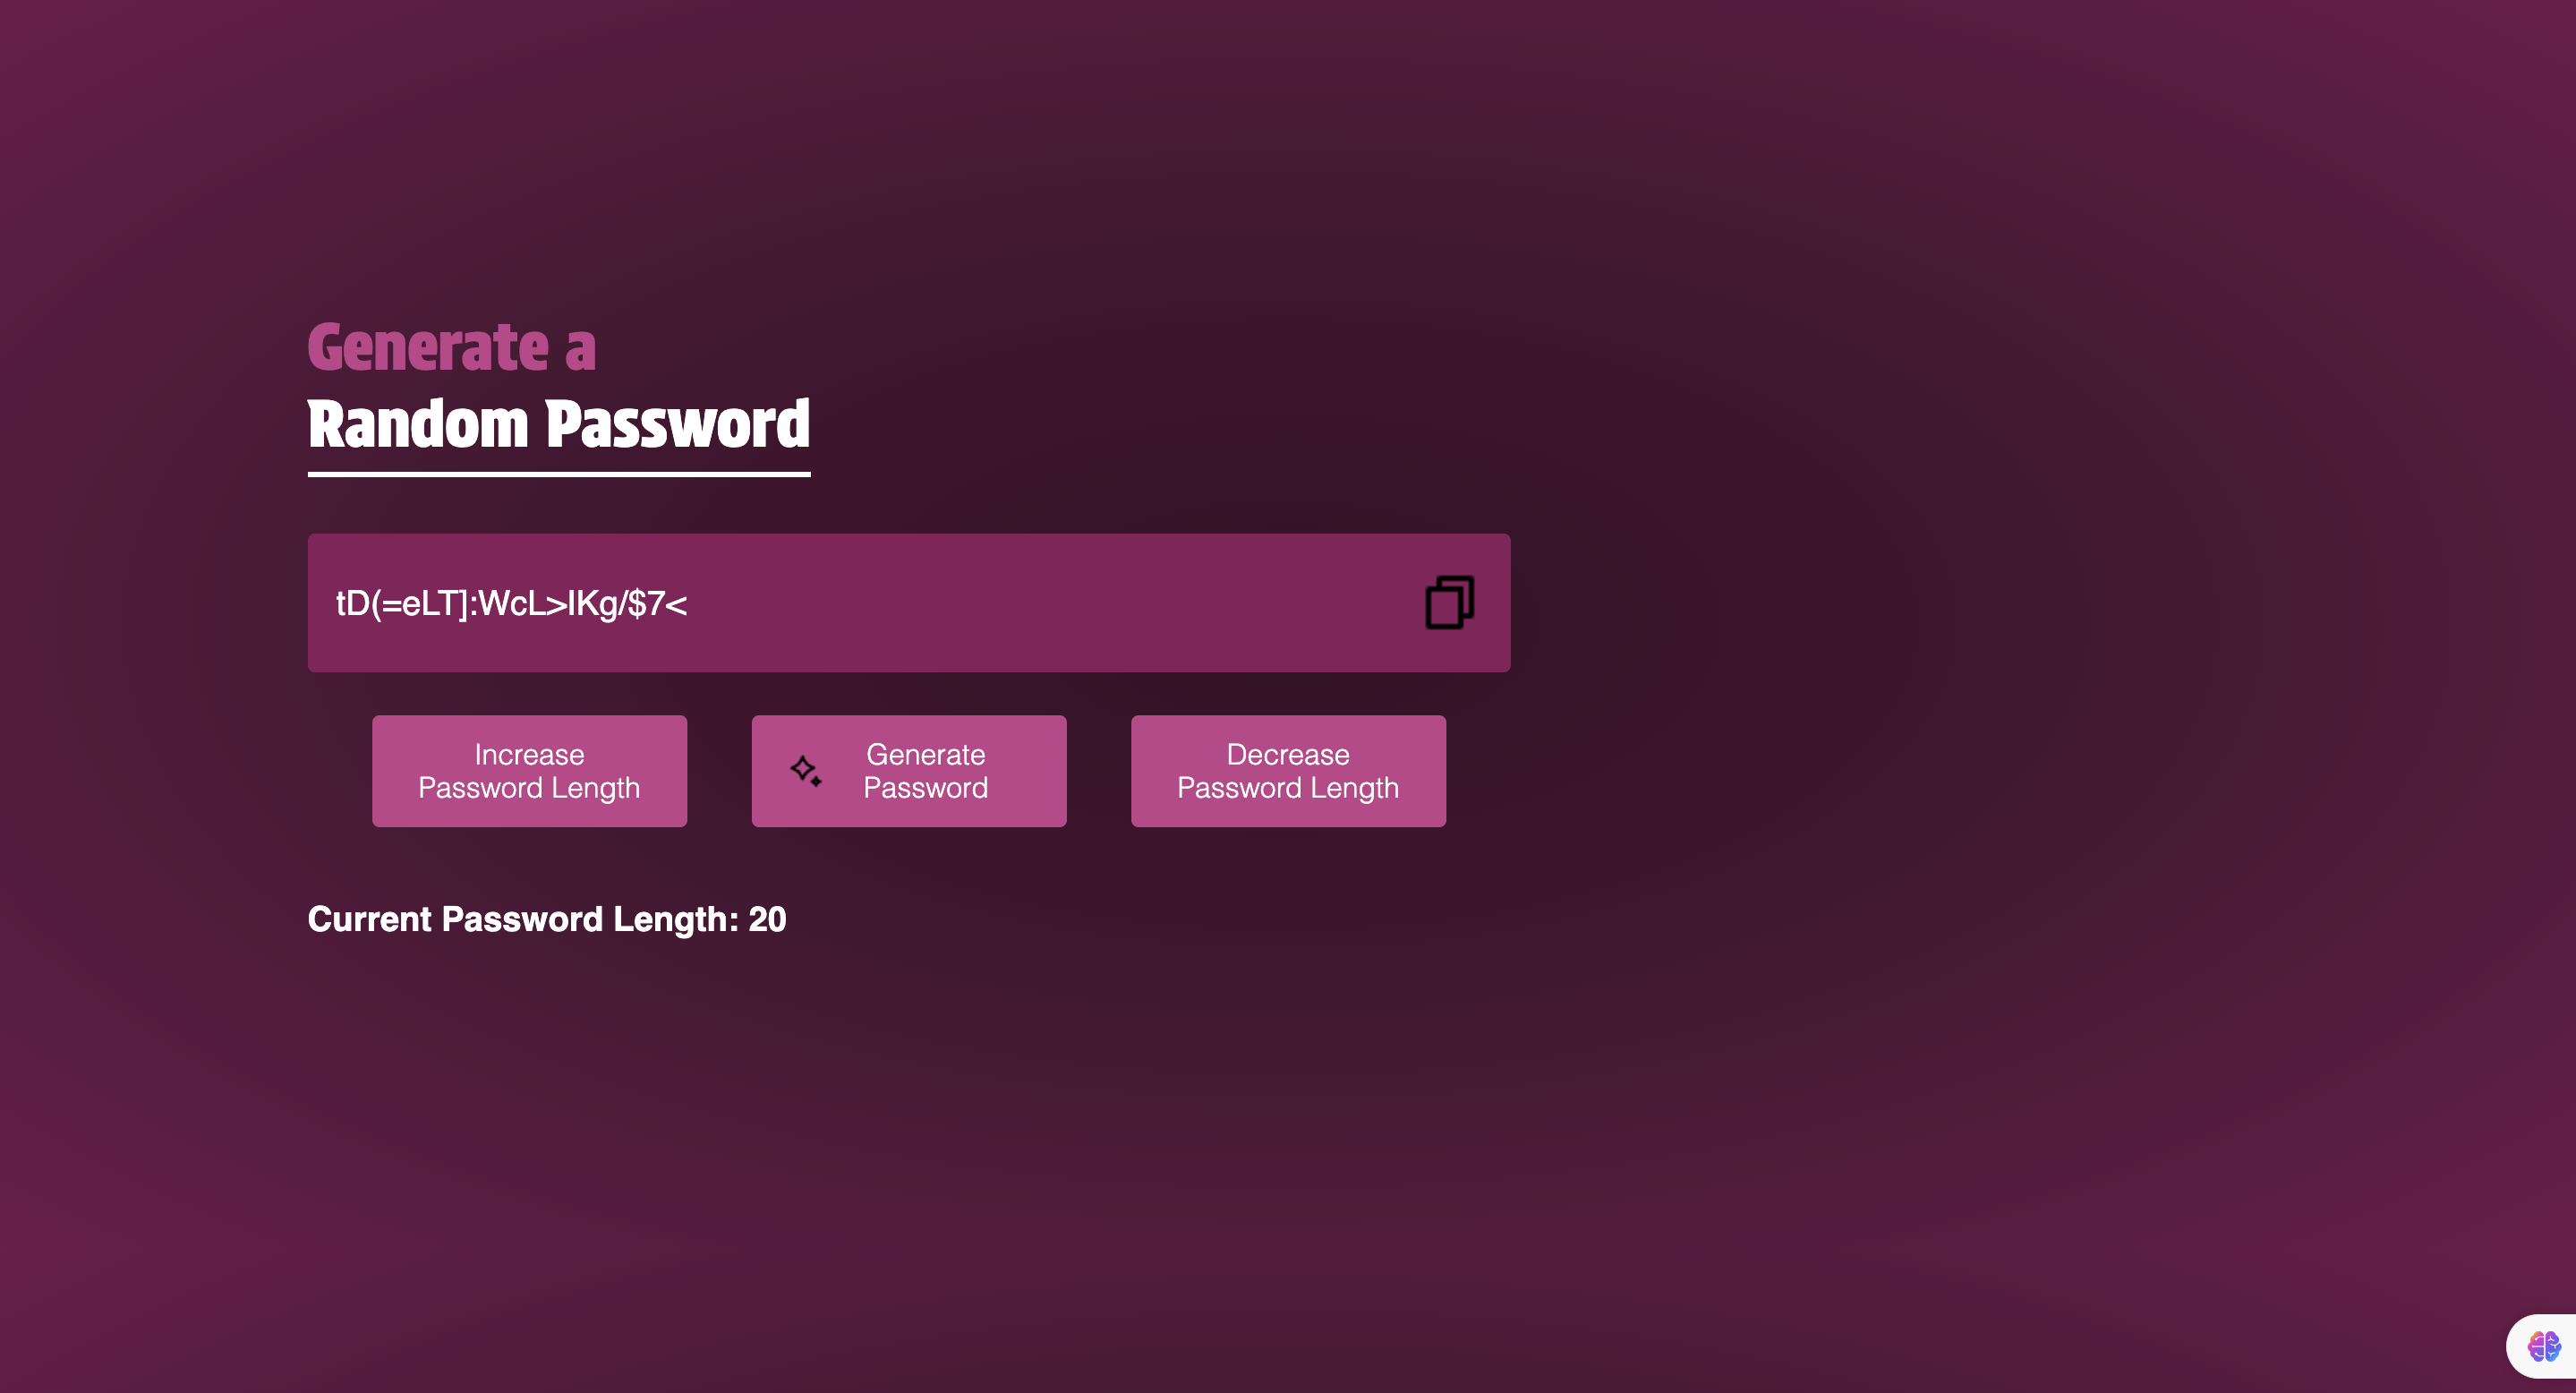 Generate a
Random Password
tD(=eLT]:WcL>IKg/$7<
Increase
Password Length
Generate
Password
Decrease
Password Length
Current Password Length: 20